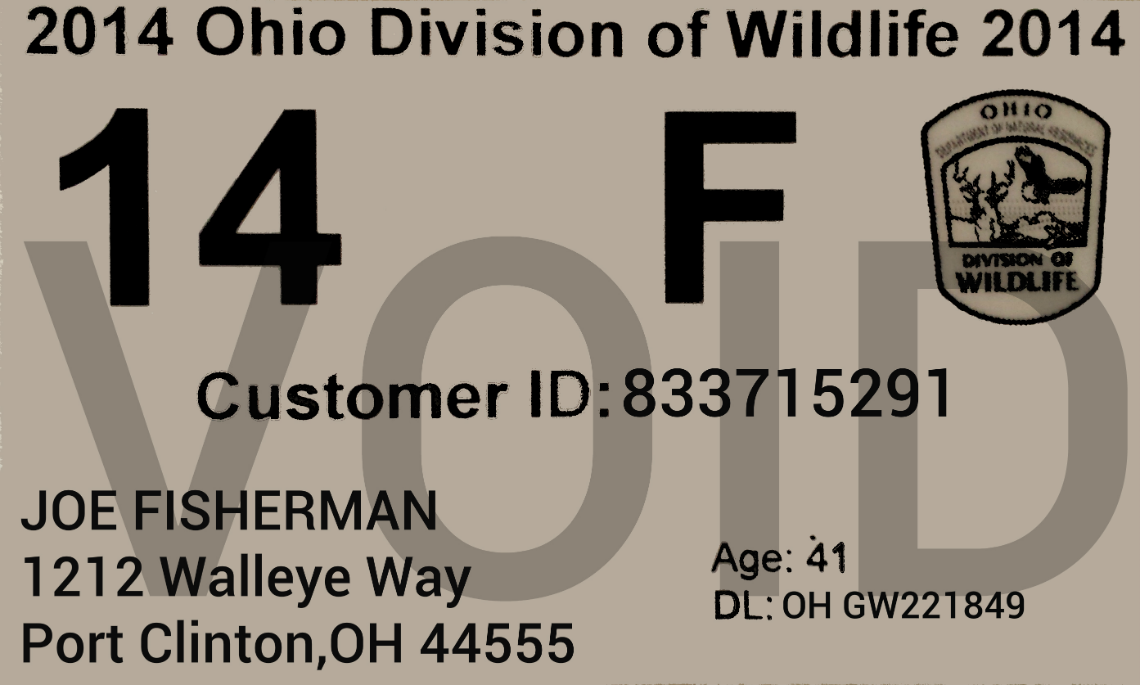 2014 Ohio Division of Wildlife 2014
14 F
OHIO
DEPARTMENT OF NATURAL RESOURCES
DIVISION OF
WILDLIFE
VOID
Customer ID: 833715291
JOE FISHERMAN
1212 Walleye Way
Port Clinton,OH 44555
Age: 41
DL: OH GW221849